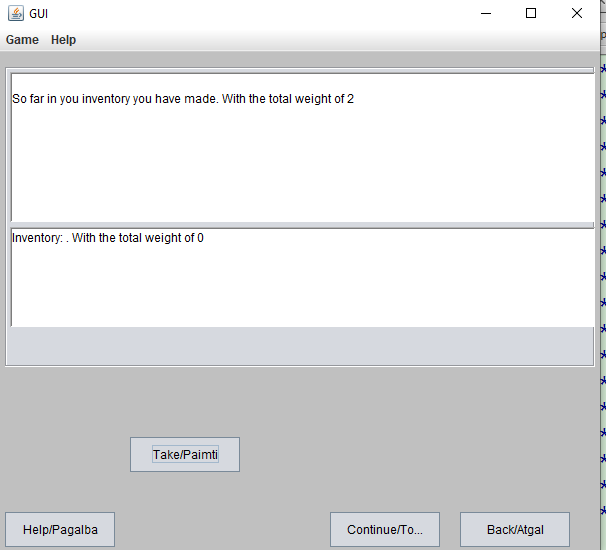 GUI
Game Help
So far in you inventory you have made. With the total weight of 2
Inventory: . With the total weight of 0
Take/Paimti
Help/Pagalba Continue/To... Back/Atgal